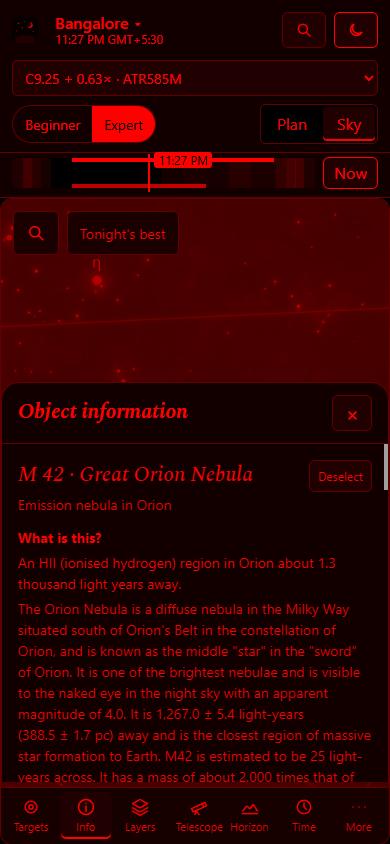 Bangalore
11:27 PM GMT+5:30
C9.25 + 0.63× · ATR585M
Beginner Expert
Plan Sky
11:27 PM
Now
Tonight's best
η
Object information
×
M 42 · Great Orion Nebula
Deselect
Emission nebula in Orion
What is this?
An HII (ionised hydrogen) region in Orion about 1.3
thousand light years away.
The Orion Nebula is a diffuse nebula in the Milky Way
situated south of Orion's Belt in the constellation of
Orion, and is known as the middle "star" in the "sword"
of Orion. It is one of the brightest nebulae and is visible
to the naked eye in the night sky with an apparent
magnitude of 4.0. It is 1,267.0 ± 5.4 light-years
(388.5 ± 1.7 pc) away and is the closest region of massive
star formation to Earth. M42 is estimated to be 25 light-
years across. It has a mass of about 2,000 times that of
Targets Info Layers Telescope Horizon Time More